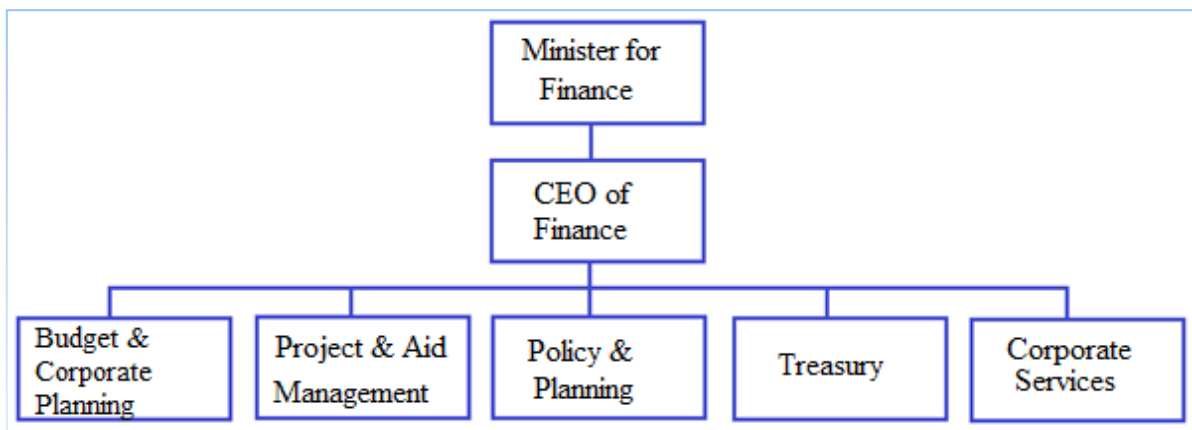 Minister for
Finance
CEO of
Finance
Budget &
Corporate
Planning
Project & Aid
Management
Policy &
Planning
Treasury
Corporate
Services